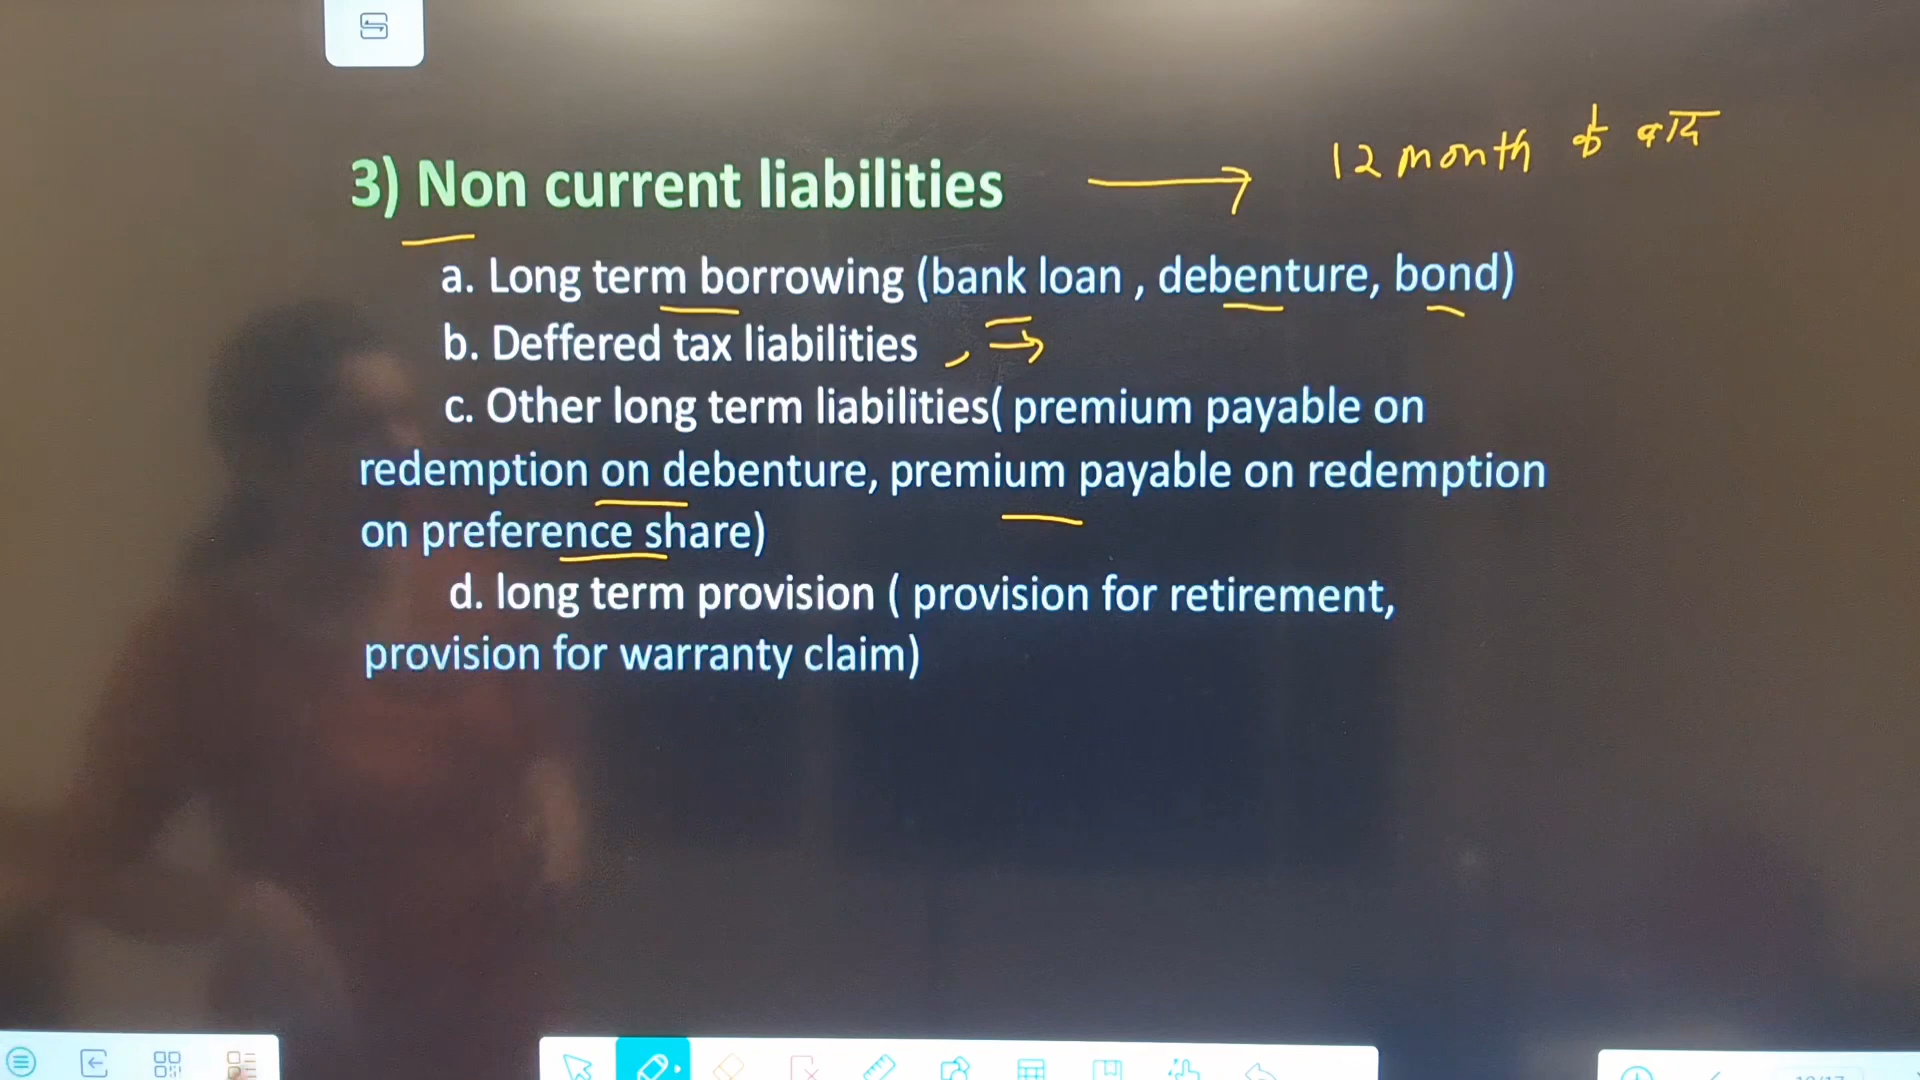 12 month
3) Non current liabilities
a. Long term borrowing (bank loan , debenture, bond)
b. Deffered tax liabilities
c. Other long term liabilities( premium payable on
redemption on debenture, premium payable on redemption
on preference share)
d. long term provision ( provision for retirement,
provision for warranty claim)